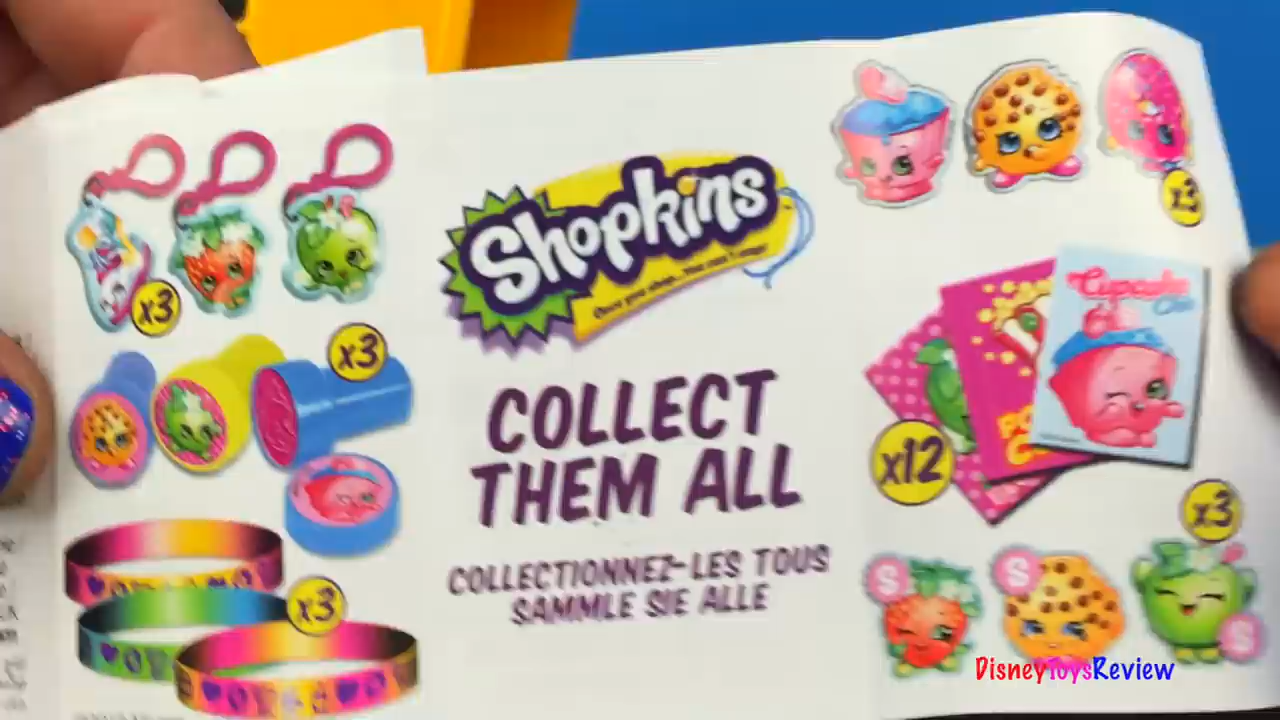 x3
x3
x3
Shopkins
Once you shop... You can't stop!
COLLECT
THEM ALL
COLLECTIONNEZ-LES TOUS
SAMMLE SIE ALLE
x3
Cupcake
x12
x3
S
S
S
DisneyToysReview